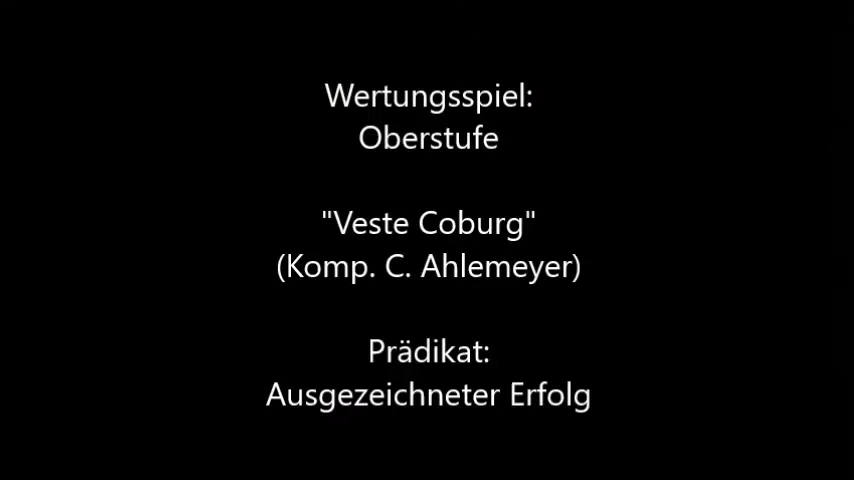 Wertungsspiel:
Oberstufe
"Veste Coburg"
(Komp. C. Ahlemeyer)
Prädikat:
Ausgezeichneter Erfolg